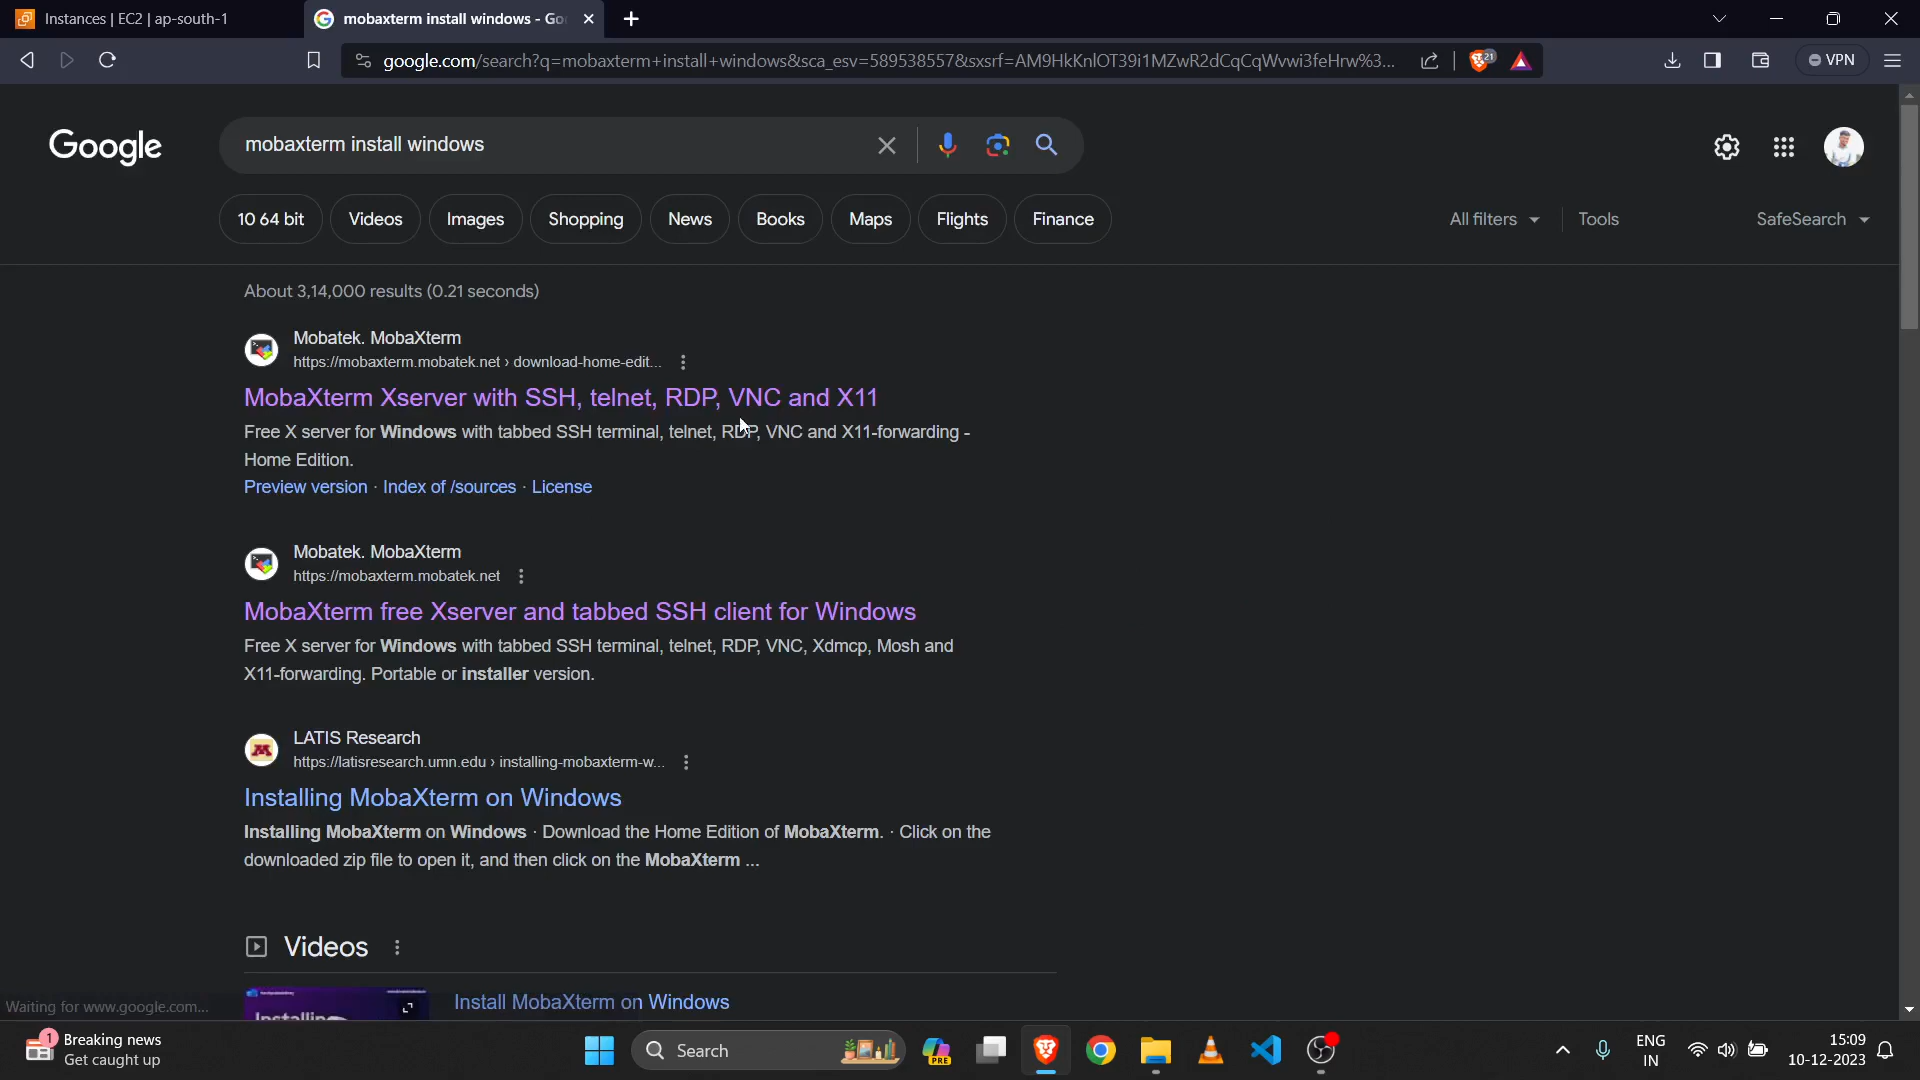 Instances | EC2 | ap-south-1
mobaxterm install windows - Go
google.com/search?q=mobaxterm+install+windows&sca_esv=589538557&sxsrf=AM9HkKnlOT39i1MZwR2dCqCqWvwi3feHrw%3...
21
VPN
Google
mobaxterm install windows
10 64 bit
Videos
Images
Shopping
News
Books
Maps
Flights
Finance
All filters
Tools
SafeSearch
About 3,14,000 results (0.21 seconds)
Mobatek. MobaXterm
https://mobaxterm.mobatek.net › download-home-edit...
MobaXterm Xserver with SSH, telnet, RDP, VNC and X11
Free X server for Windows with tabbed SSH terminal, telnet, RDP, VNC and X11-forwarding -
Home Edition.
Preview version · Index of /sources · License
Mobatek. MobaXterm
https://mobaxterm.mobatek.net
MobaXterm free Xserver and tabbed SSH client for Windows
Free X server for Windows with tabbed SSH terminal, telnet, RDP, VNC, Xdmcp, Mosh and
X11-forwarding. Portable or installer version.
LATIS Research
https://latisresearch.umn.edu › installing-mobaxterm-w...
Installing MobaXterm on Windows
Installing MobaXterm on Windows · Download the Home Edition of MobaXterm. · Click on the
downloaded zip file to open it, and then click on the MobaXterm ...
Videos
Install MobaXterm on Windows
Waiting for www.google.com...
1
Breaking news
Get caught up
Search
PRE
ENG
IN
15:09
10-12-2023